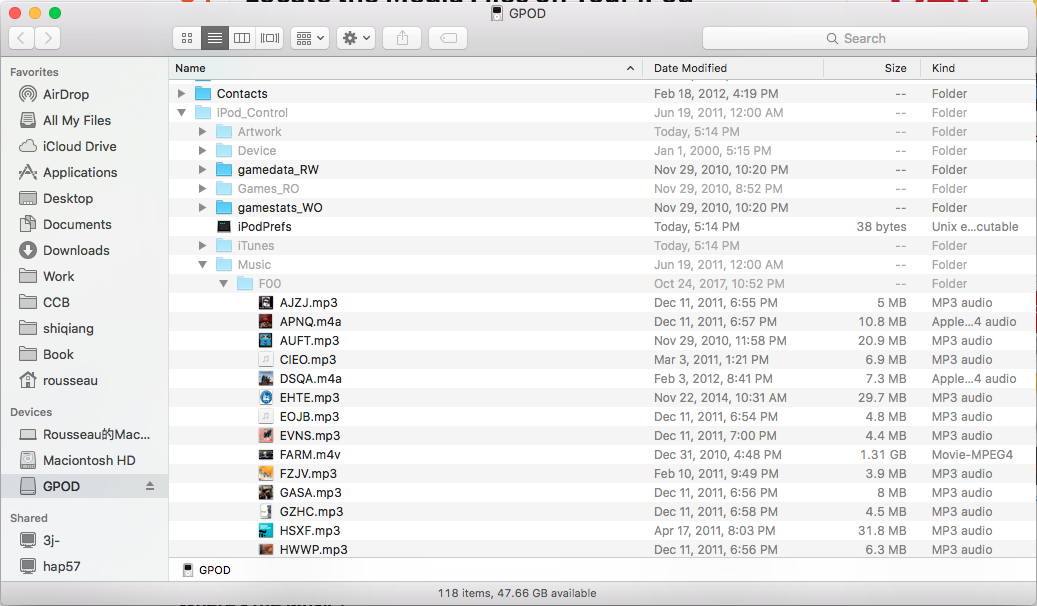 Locate the Media Files on Your iPod
GPOD
Search
Favorites
AirDrop
All My Files
iCloud Drive
Applications
Desktop
Documents
Downloads
Work
CCB
shiqiang
Book
rousseau
Devices
Rousseau的Mac...
Maciontosh HD
GPOD
Shared
3j-
hap57
Name Date Modified Size Kind
Contacts Feb 18, 2012, 4:19 PM -- Folder
iPod_Control Jun 19, 2011, 12:00 AM -- Folder
Artwork Today, 5:14 PM -- Folder
Device Jan 1, 2000, 5:15 PM -- Folder
gamedata_RW Nov 29, 2010, 10:20 PM -- Folder
Games_RO Nov 29, 2010, 8:52 PM -- Folder
gamestats_WO Nov 29, 2010, 10:20 PM -- Folder
iPodPrefs Today, 5:14 PM 38 bytes Unix e...cutable
iTunes Today, 5:14 PM -- Folder
Music Jun 19, 2011, 12:00 AM -- Folder
F00 Oct 24, 2017, 10:52 PM -- Folder
AJZJ.mp3 Dec 11, 2011, 6:55 PM 5 MB MP3 audio
APNQ.m4a Dec 11, 2011, 6:57 PM 10.8 MB Apple...4 audio
AUFT.mp3 Nov 29, 2010, 11:58 PM 20.9 MB MP3 audio
CIEO.mp3 Mar 3, 2011, 1:21 PM 6.9 MB MP3 audio
DSQA.m4a Feb 3, 2012, 8:41 PM 7.3 MB Apple...4 audio
EHTE.mp3 Nov 22, 2014, 10:31 AM 29.7 MB MP3 audio
EOJB.mp3 Dec 11, 2011, 6:54 PM 4.8 MB MP3 audio
EVNS.mp3 Dec 11, 2011, 7:00 PM 4.4 MB MP3 audio
FARM.m4v Dec 31, 2010, 4:48 PM 1.31 GB Movie-MPEG4
FZJV.mp3 Feb 10, 2011, 9:49 PM 3.9 MB MP3 audio
GASA.mp3 Dec 11, 2011, 6:56 PM 8 MB MP3 audio
GZHC.mp3 Dec 11, 2011, 6:58 PM 4.5 MB MP3 audio
HSXF.mp3 Apr 17, 2011, 8:03 PM 31.8 MB MP3 audio
HWWP.mp3 Dec 11, 2011, 6:56 PM 6.3 MB MP3 audio
GPOD
118 items, 47.66 GB available